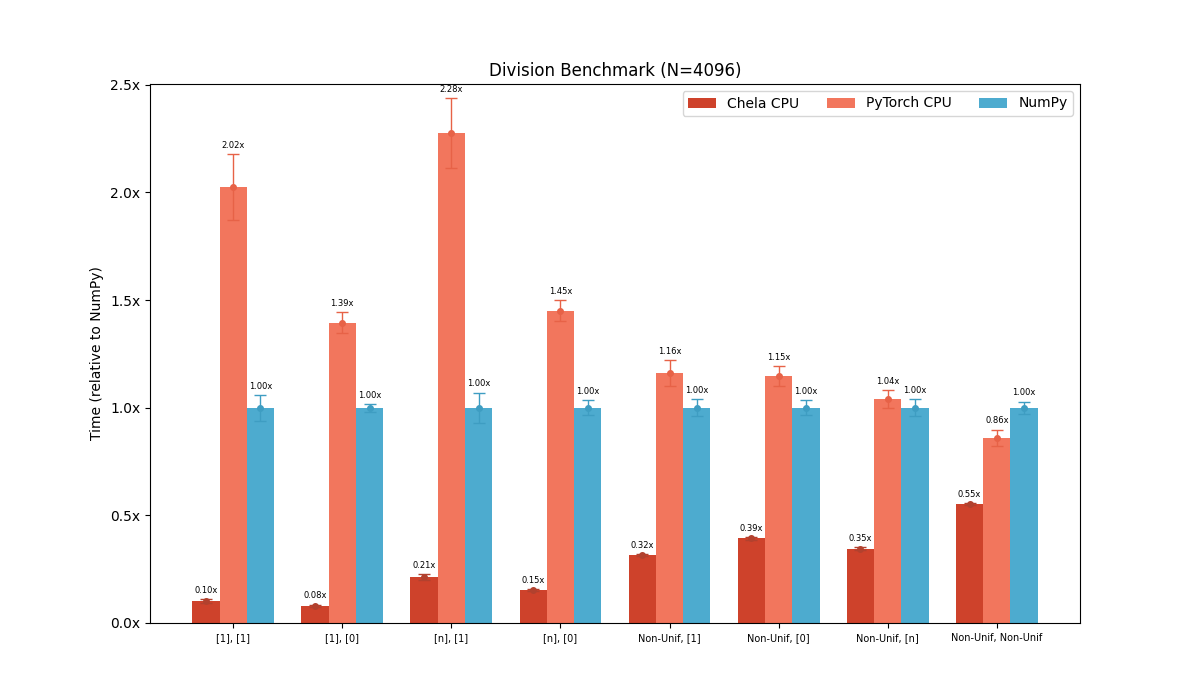 Division Benchmark (N=4096)
Chela CPU PyTorch CPU NumPy
Time (relative to NumPy)
2.5x
2.0x
1.5x
1.0x
0.5x
0.0x
0.10x 2.02x 1.00x
0.08x 1.39x 1.00x
0.21x 2.28x 1.00x
0.15x 1.45x 1.00x
0.32x 1.16x 1.00x
0.39x 1.15x 1.00x
0.35x 1.04x 1.00x
0.55x 0.86x 1.00x
[1], [1] [1], [0] [n], [1] [n], [0] Non-Unif, [1] Non-Unif, [0] Non-Unif, [n] Non-Unif, Non-Unif